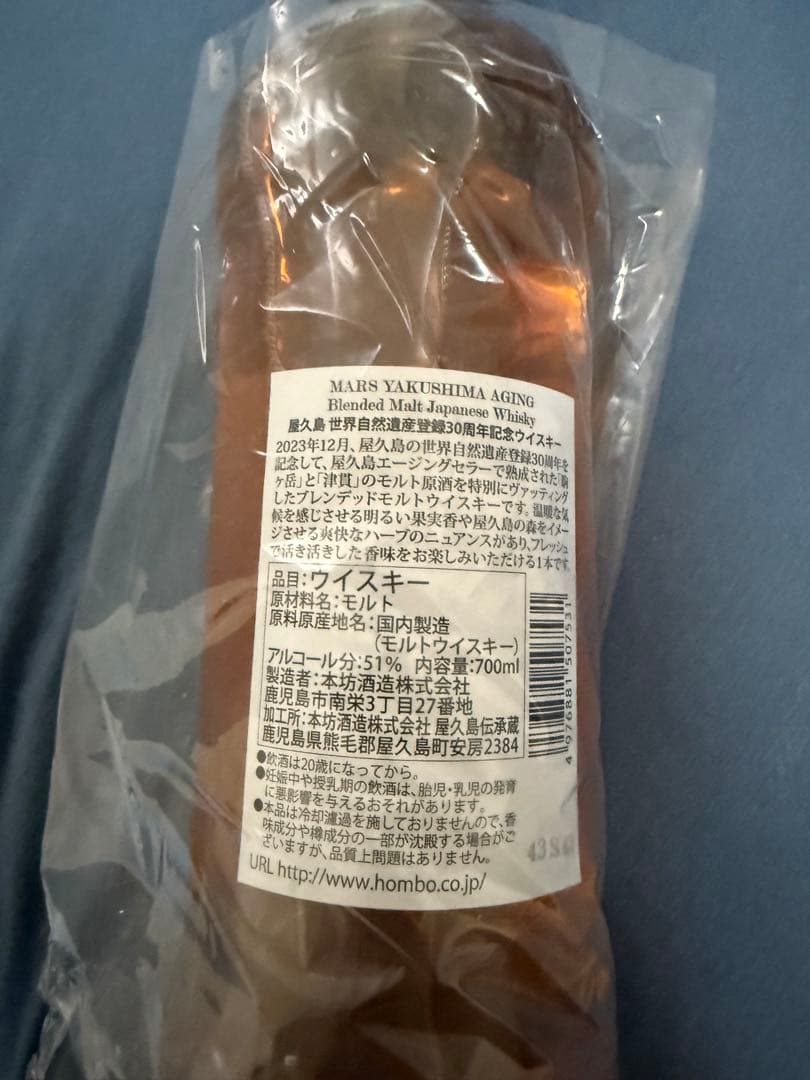 MARS YAKUSHIMA AGING
Blended Malt Japanese Whisky
屋久島 世界自然遺産登録30周年記念ウイスキー
2023年12月、屋久島の世界自然遺産登録30周年を
記念して、屋久島エージングセラーで熟成された「駒
ヶ岳」と「津貫」のモルト原酒を特別にヴァッティング
したブレンデッドモルトウイスキーです。温暖な気
候を感じさせる明るい果実香や屋久島の森をイメー
ジさせる爽快なハーブのニュアンスがあり、フレッシュ
で活き活きした香味をお楽しみいただける1本です。
品目:ウイスキー
原材料名:モルト
原料原産地名:国内製造
(モルトウイスキー)
アルコール分:51% 内容量:700ml
製造者:本坊酒造株式会社
鹿児島市南栄3丁目27番地
加工所:本坊酒造株式会社 屋久島伝承蔵
鹿児島県熊毛郡屋久島町安房2384
4 976881 507531
●飲酒は20歳になってから。
●妊娠中や授乳期の飲酒は、胎児・乳児の発育
に悪影響を与えるおそれがあります。
●本品は冷却濾過を施しておりませんので、香
味成分や樽成分の一部が沈殿する場合がご
ざいますが、品質上問題はありません。
URL http://www.hombo.co.jp/